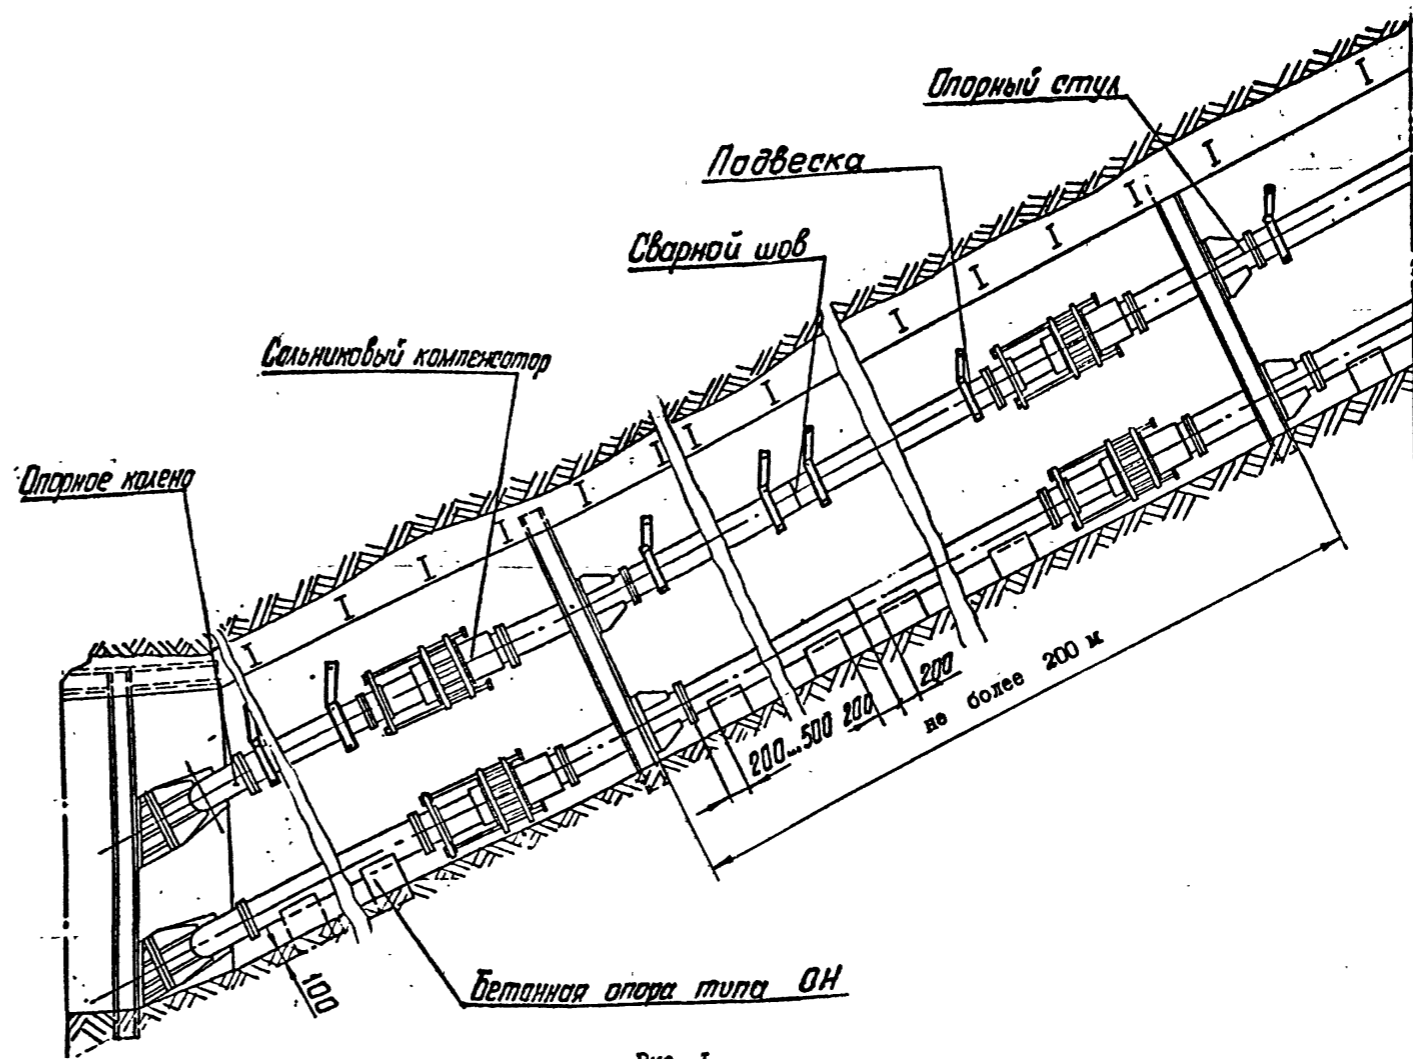 Опорный стул
Подвеска
Сварной шов
Сальниковый компенсатор
Опорное колено
200
200
200...500
не более 200 м
100
Бетонная опора типа ОН
Рис. I